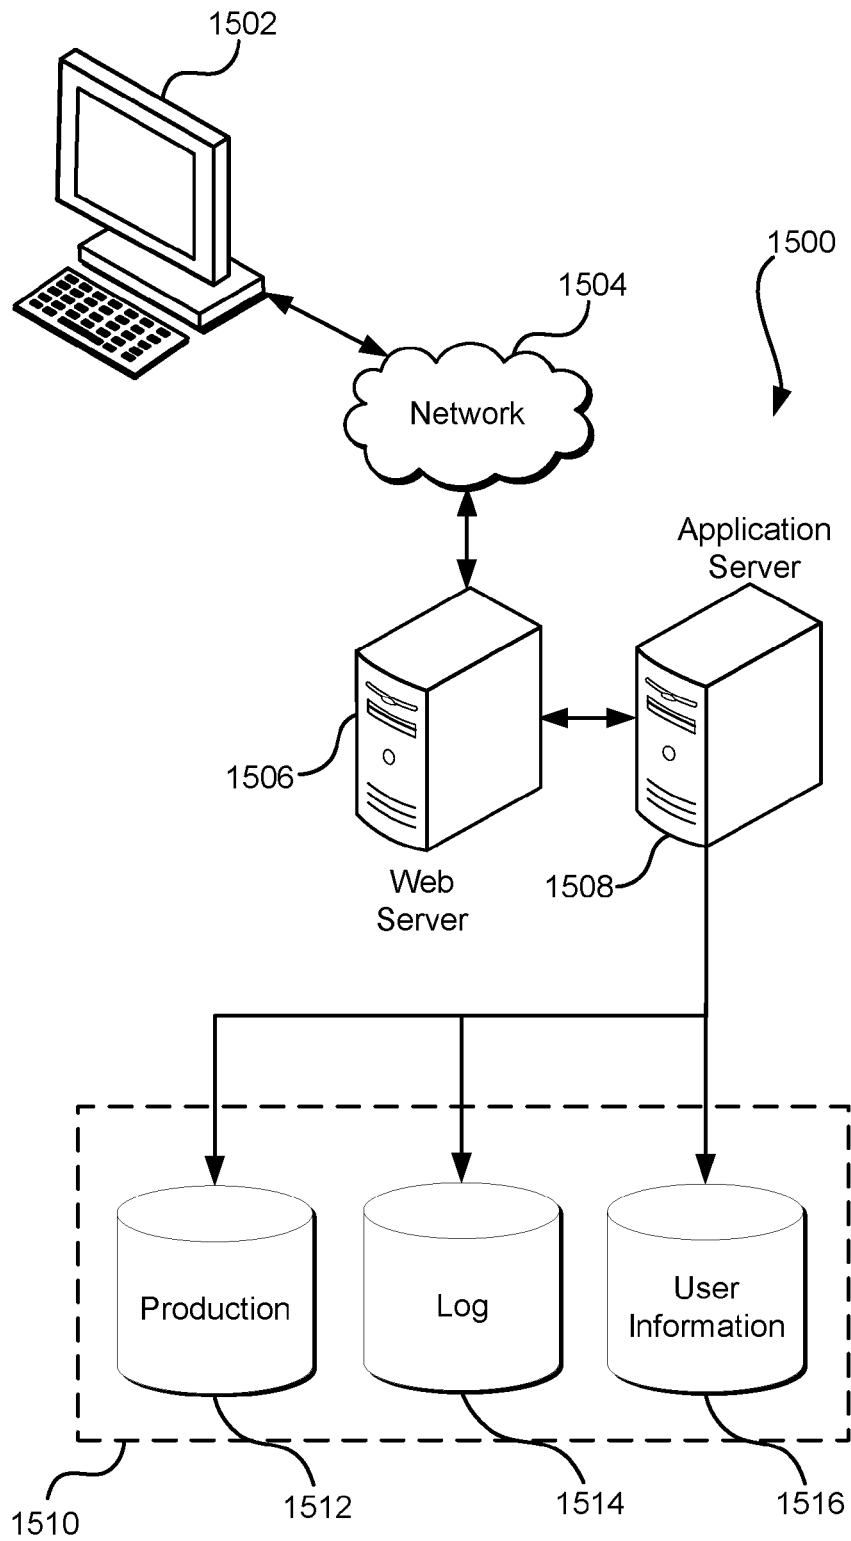 1502
1500
1504
Network
Application
Server
1506
Web
Server
1508
Production
Log
User
Information
1510
1512
1514
1516